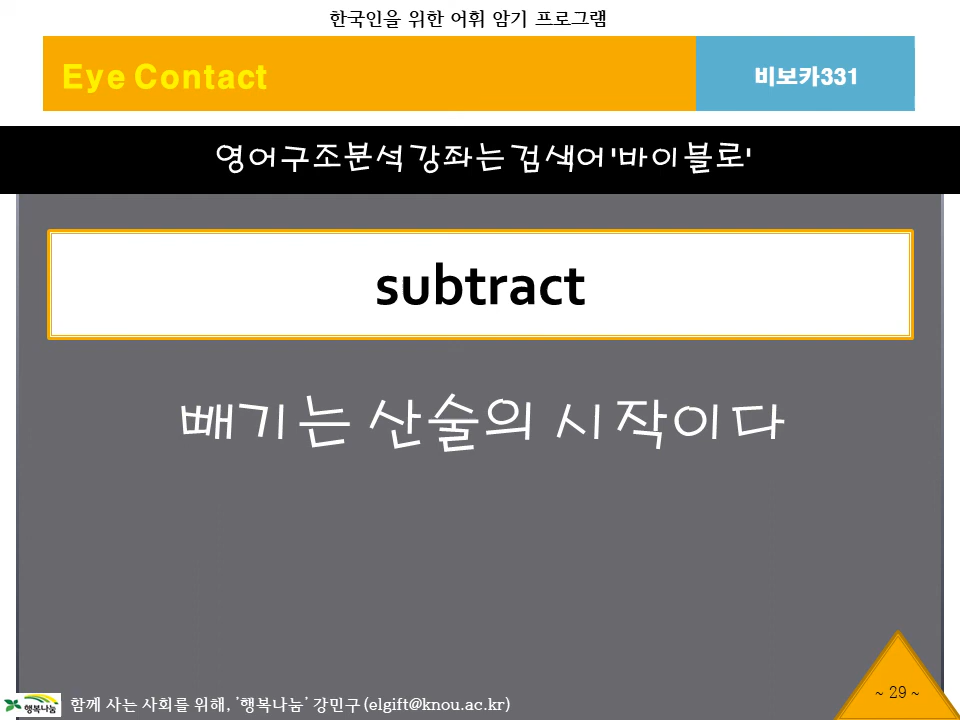 한국인을 위한 어휘 암기 프로그램
Eye Contact
비보카331
영어구조분석 강좌는 검색어 '바이블로'
subtract
빼기는 산술의 시작이다
행복나눔
함께 사는 사회를 위해, '행복나눔' 강민구 (elgift@knou.ac.kr)
~ 29 ~